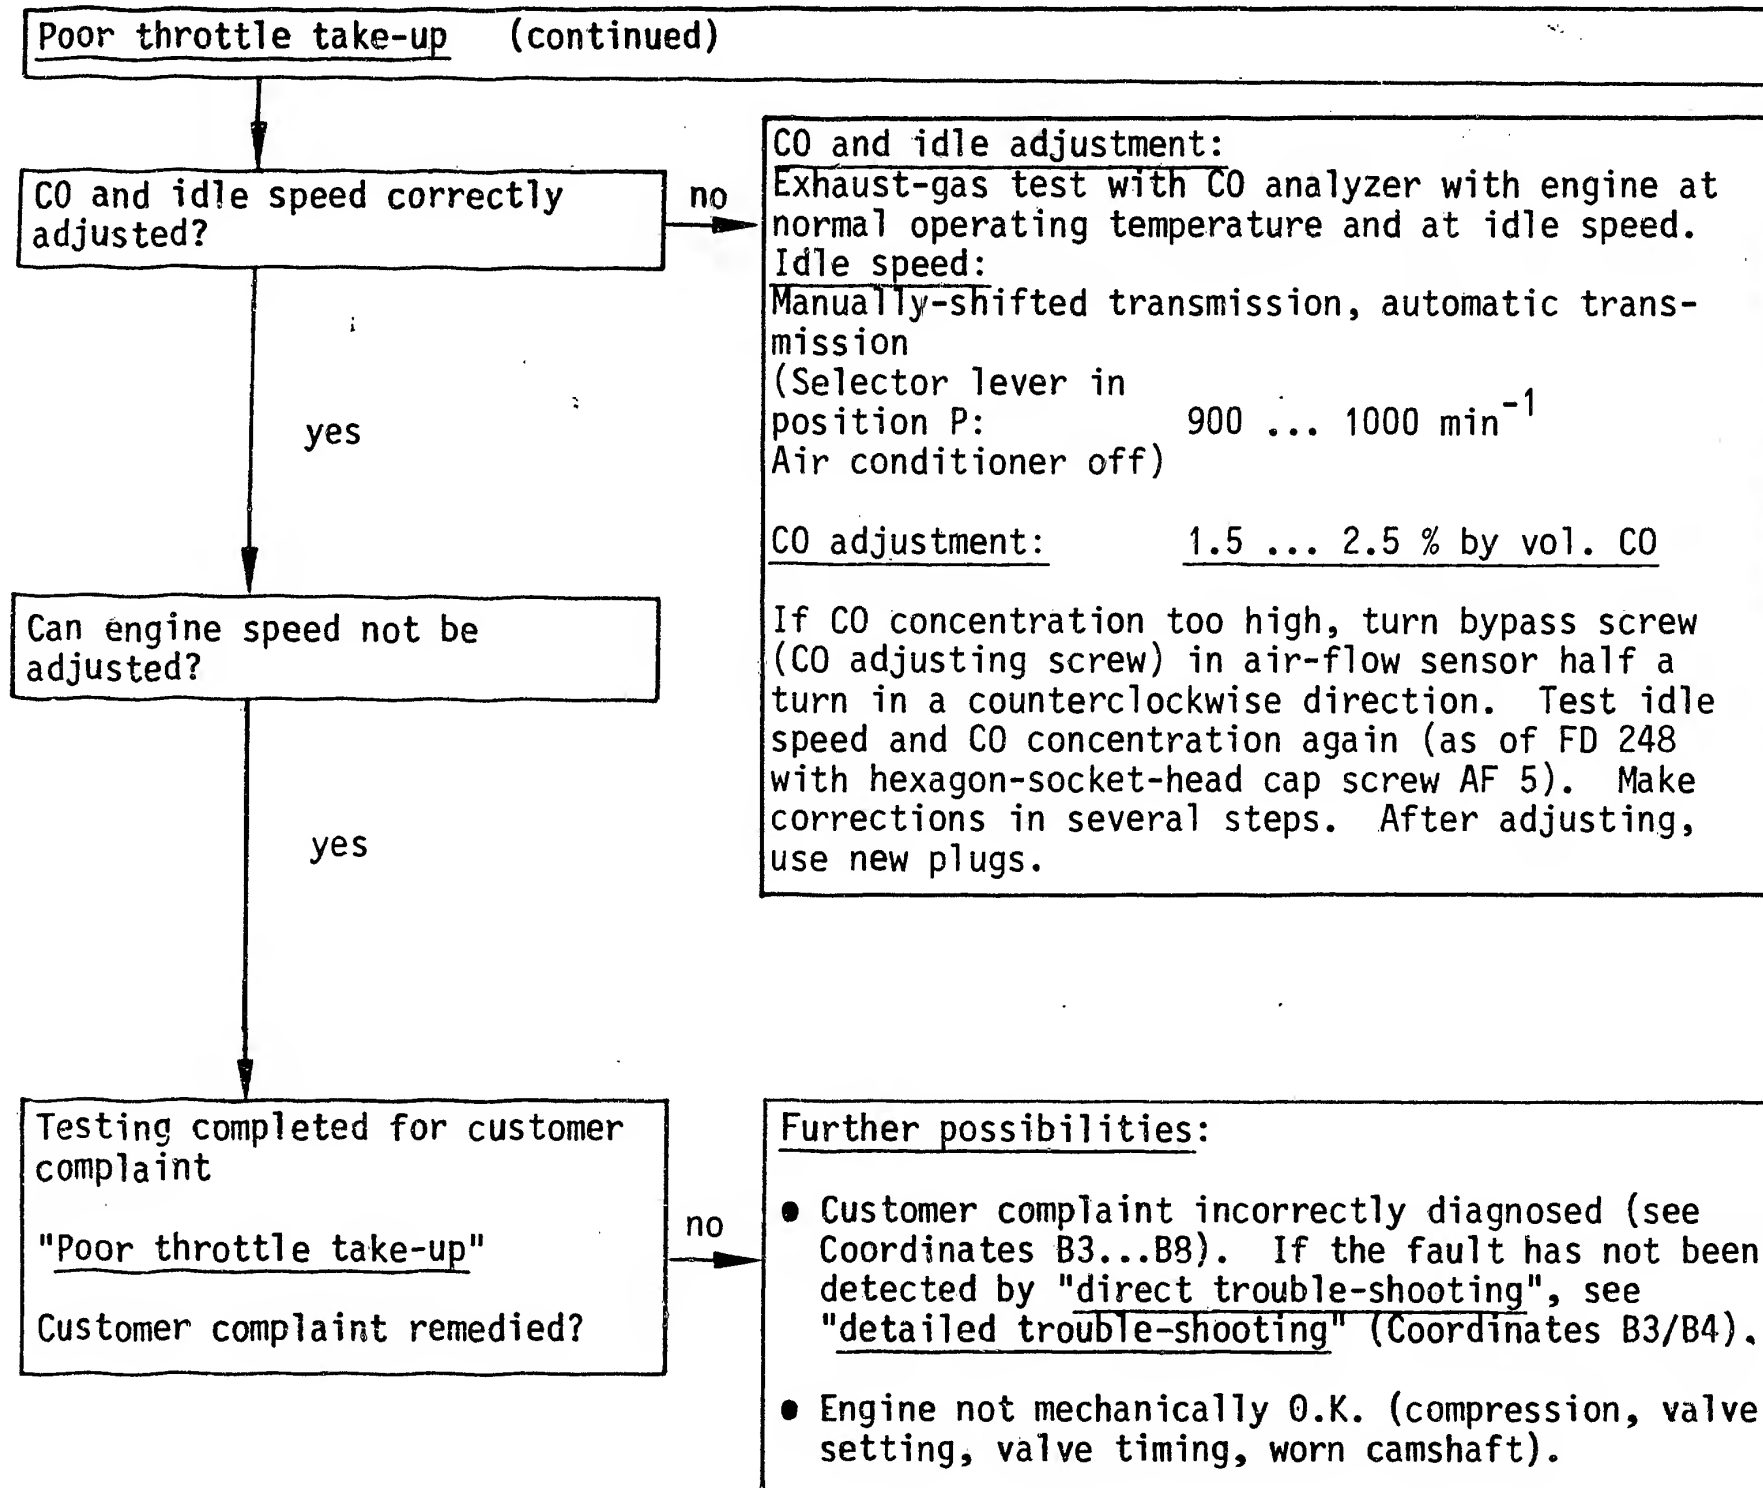 Poor throttle take-up (continued)
CO and idle speed correctly
adjusted?
no
CO and idle adjustment:
Exhaust-gas test with CO analyzer with engine at
normal operating temperature and at idle speed.
Idle speed:
Manually-shifted transmission, automatic trans-
mission
(Selector lever in
position P: 900 ... 1000 min⁻¹
Air conditioner off)
CO adjustment: 1.5 ... 2.5 % by vol. CO
If CO concentration too high, turn bypass screw
(CO adjusting screw) in air-flow sensor half a
turn in a counterclockwise direction. Test idle
speed and CO concentration again (as of FD 248
with hexagon-socket-head cap screw AF 5). Make
corrections in several steps. After adjusting,
use new plugs.
yes
Can engine speed not be
adjusted?
yes
Testing completed for customer
complaint
"Poor throttle take-up"
Customer complaint remedied?
no
Further possibilities:
● Customer complaint incorrectly diagnosed (see
Coordinates B3...B8). If the fault has not been
detected by "direct trouble-shooting", see
"detailed trouble-shooting" (Coordinates B3/B4).
● Engine not mechanically O.K. (compression, valve
setting, valve timing, worn camshaft).